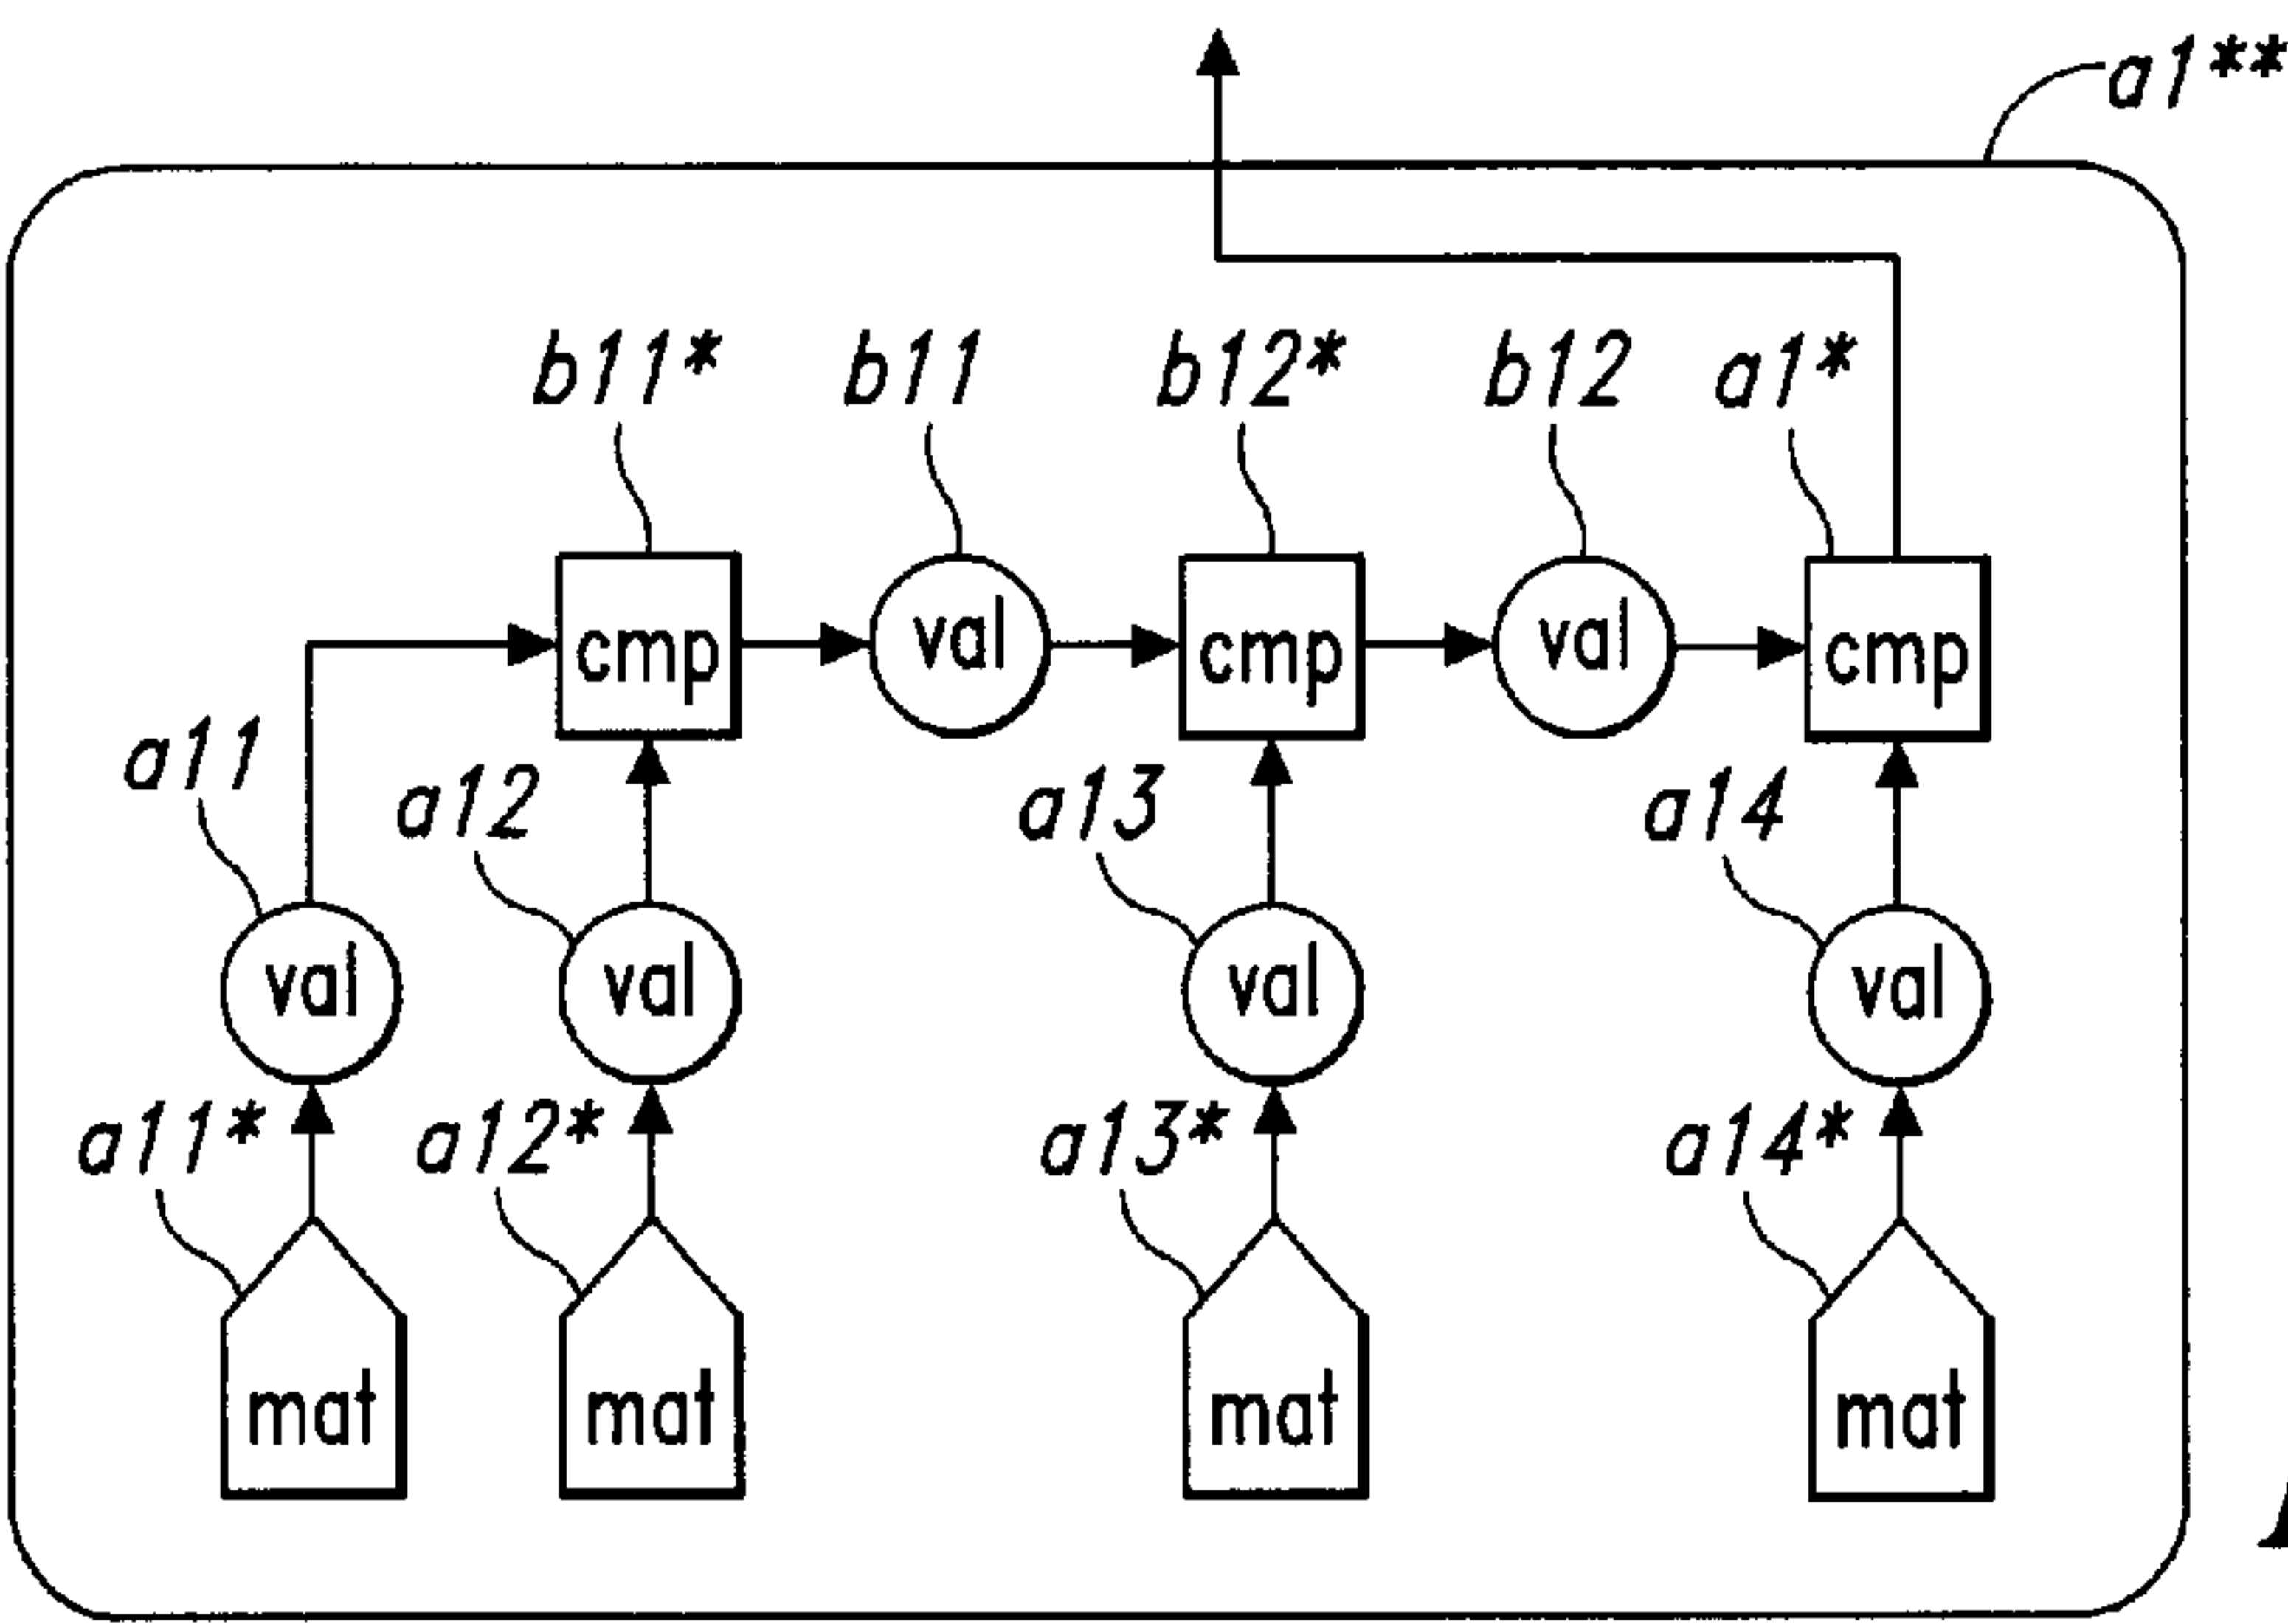 a1**
b11* b11 b12* b12 a1*
cmp val cmp val cmp
a11 a12 a13 a14
val val val val
a11* a12* a13* a14*
mat mat mat mat